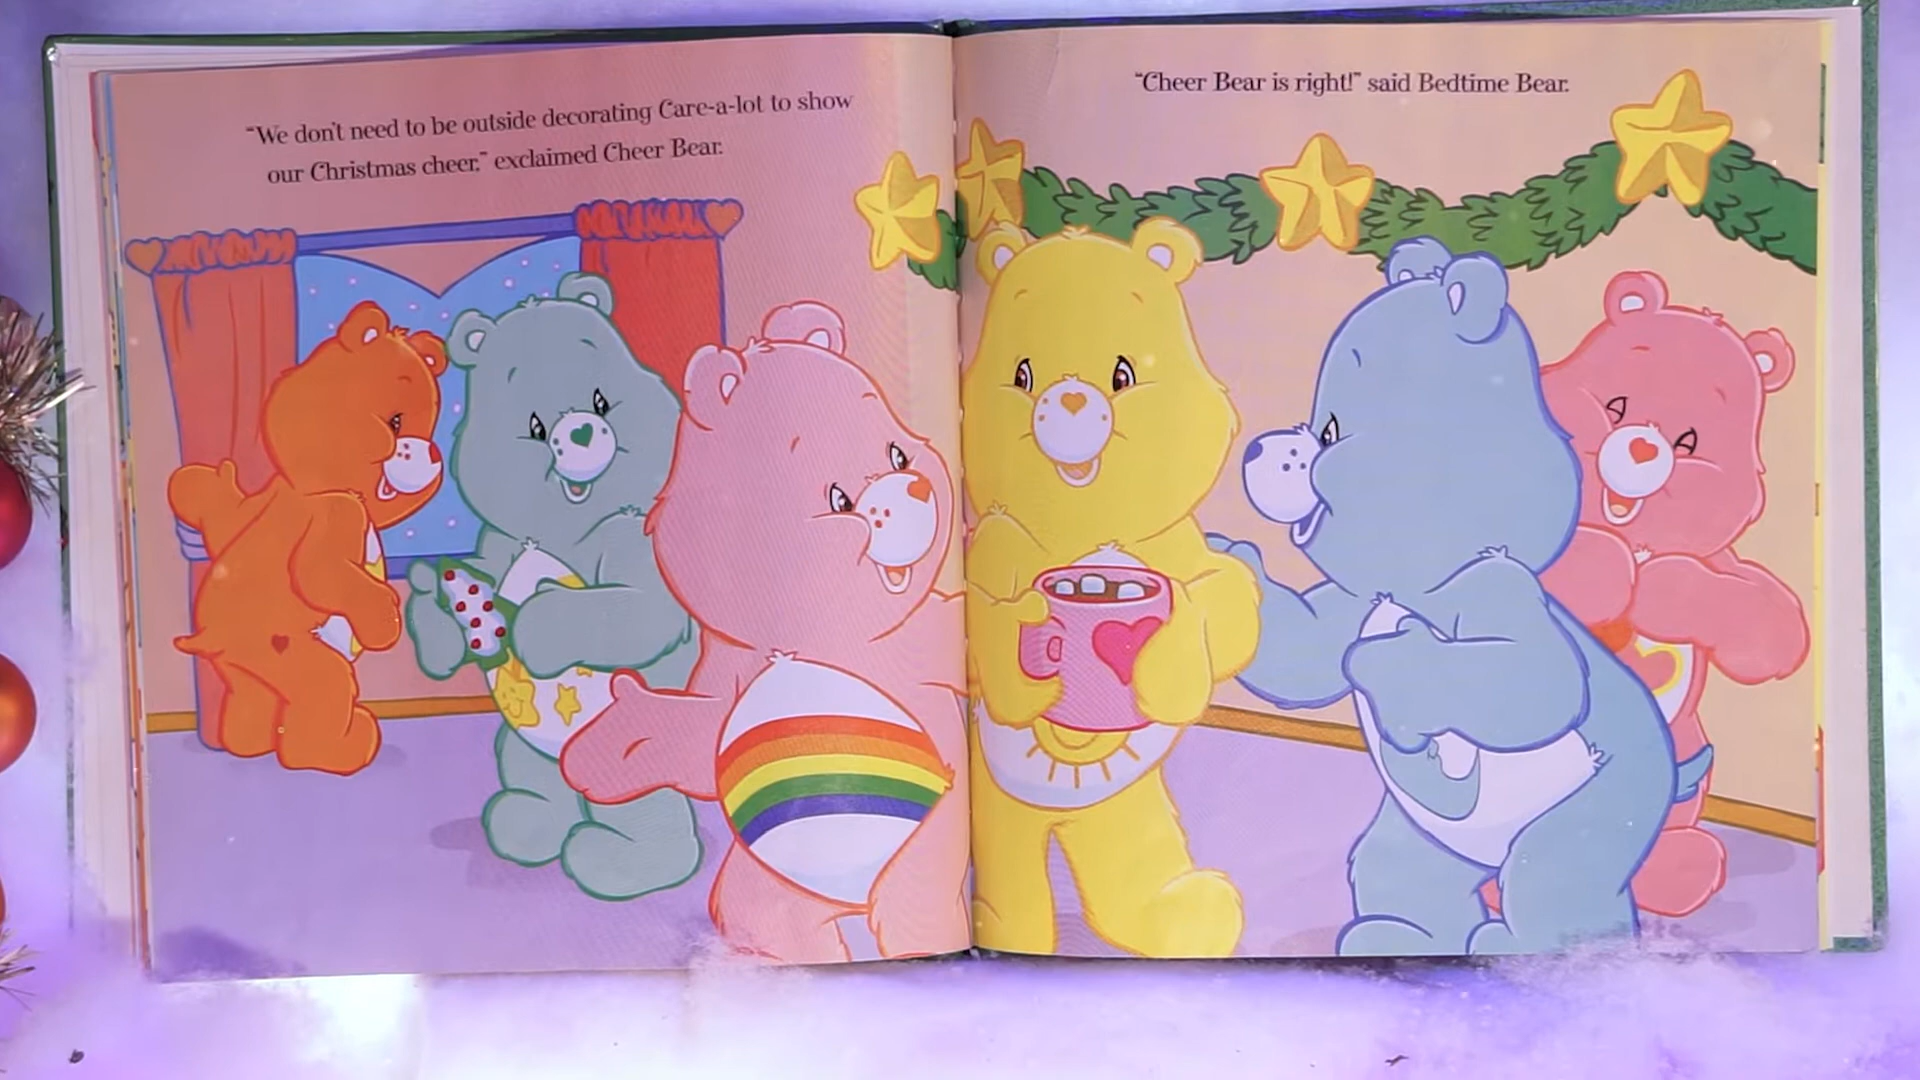 “We don't need to be outside decorating Care-a-lot to show
our Christmas cheer,” exclaimed Cheer Bear.
“Cheer Bear is right!” said Bedtime Bear.